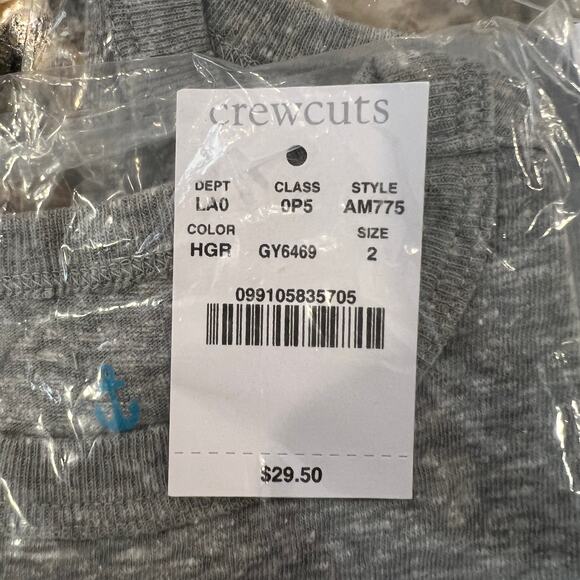 crewcuts
DEPT CLASS STYLE
LA0 0P5 AM775
COLOR SIZE
HGR GY6469 2
099105835705
$29.50